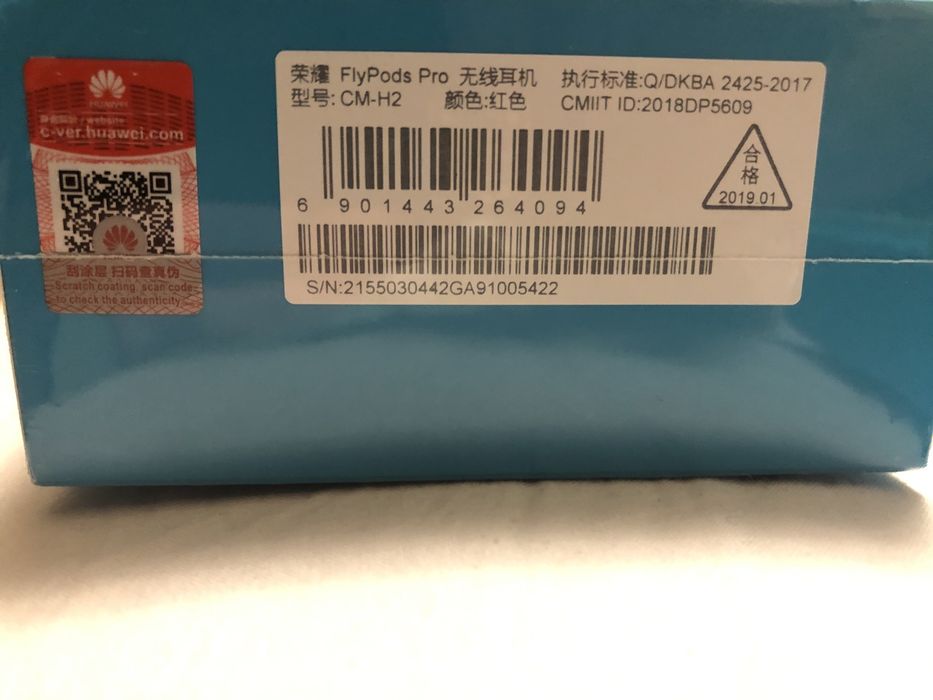 HUAWEI
c-ver.huawei.com
刮涂层 扫码查真伪
Scratch coating, scan code
to check the authenticity
荣耀 FlyPods Pro 无线耳机 执行标准:Q/DKBA 2425-2017
型号: CM-H2 颜色:红色 CMIIT ID:2018DP5609
合
格
2019.01
6 901443 264094
S/N:2155030442GA91005422